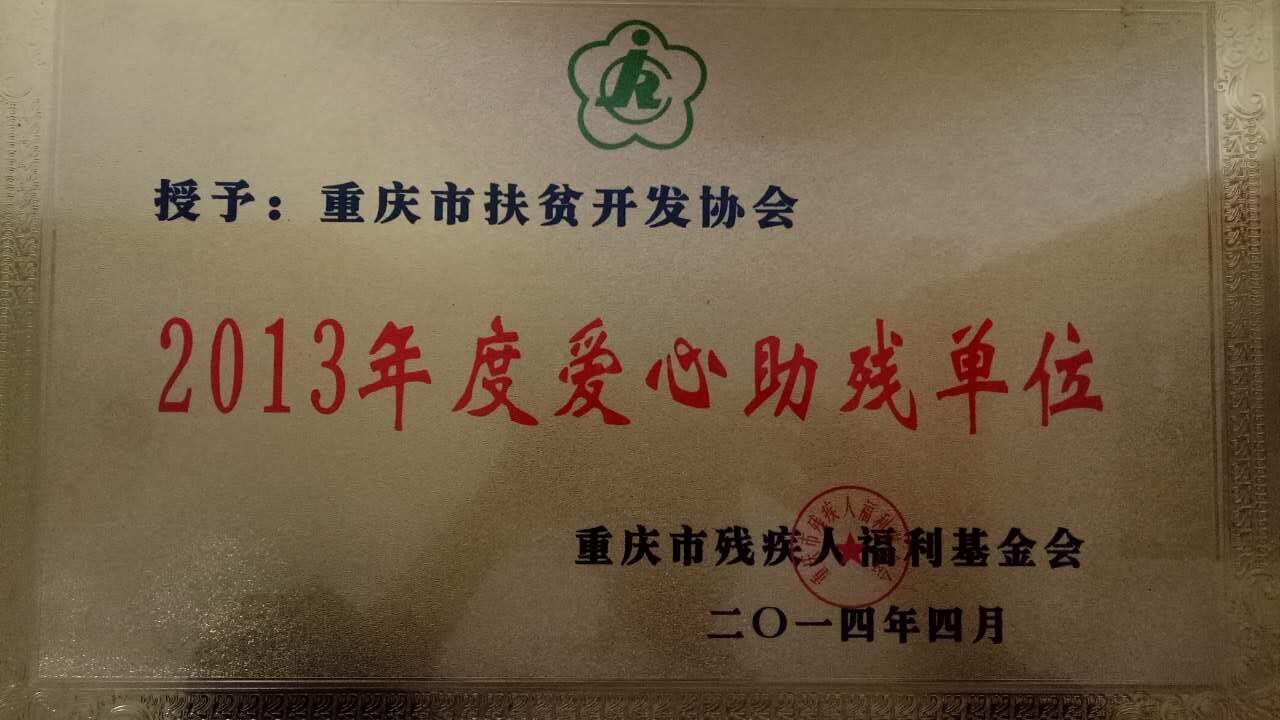 授予：重庆市扶贫开发协会
2013年度爱心助残单位
重庆市残疾人福利基金会
二〇一四年四月